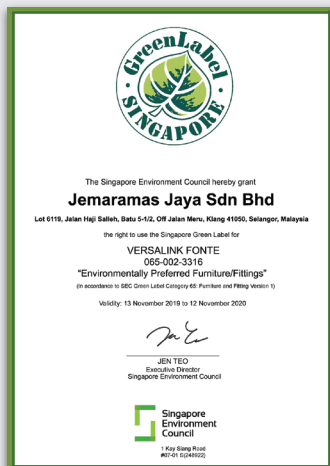 GreenLabel
SINGAPORE
The Singapore Environment Council hereby grant
Jemaramas Jaya Sdn Bhd
Lot 6119, Jalan Haji Salleh, Batu 5-1/2, Off Jalan Meru, Klang 41050, Selangor, Malaysia
the right to use the Singapore Green Label for
VERSALINK FONTE
065-002-3316
“Environmentally Preferred Furniture/Fittings”
(In accordance to SEC Green Label Category 65: Furniture and Fitting Version 1)
Validity: 13 November 2019 to 12 November 2020
JEN TEO
Executive Director
Singapore Environment Council
Singapore
Environment
Council
1 Kay Siang Road
#07-01 S(248922)